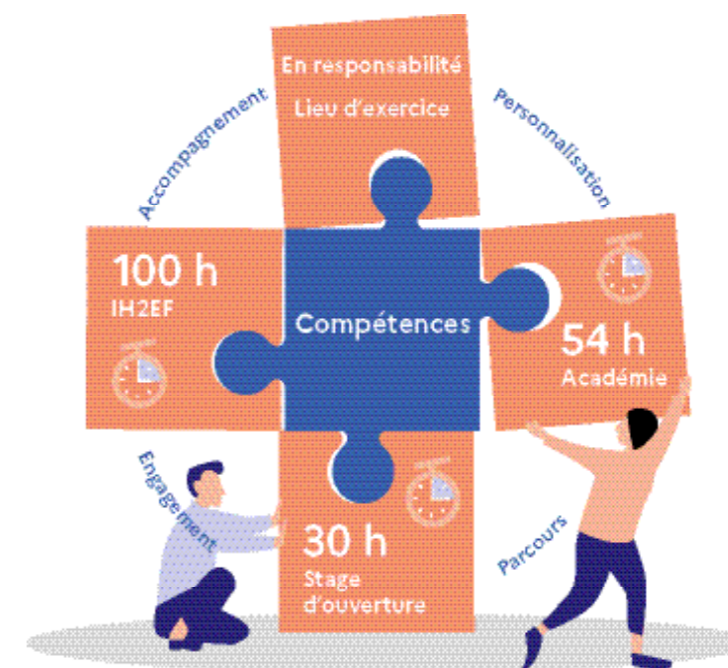 En responsabilité
Lieu d'exercice
Accompagnement
Personnalisation
100 h
IH2EF
Compétences
54 h
Académie
Engagement
30 h
Stage
d'ouverture
Parcours